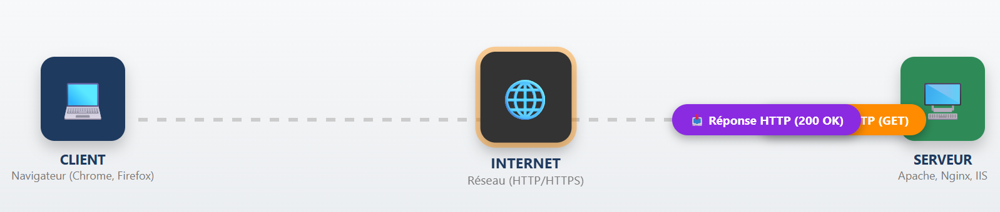 Réponse HTTP (200 OK)
TP (GET)
CLIENT
Navigateur (Chrome, Firefox)
INTERNET
Réseau (HTTP/HTTPS)
SERVEUR
Apache, Nginx, IIS